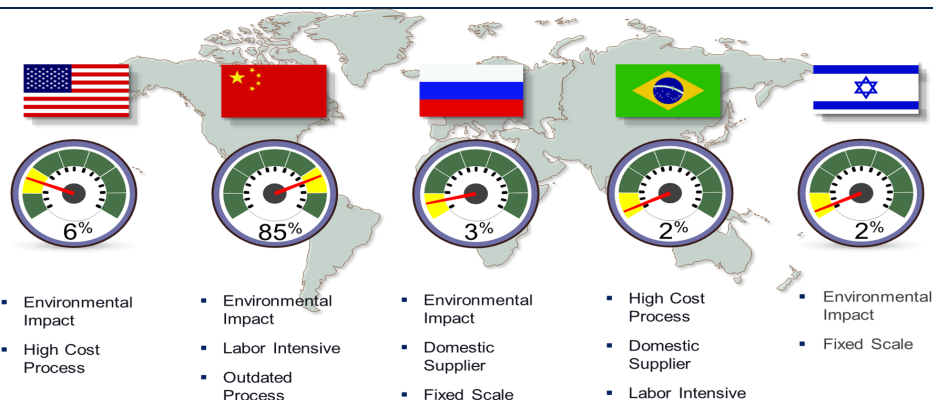 6%
85%
3%
2%
2%
Environmental
Impact
High Cost
Process
Environmental
Impact
Labor Intensive
Outdated
Process
Environmental
Impact
Domestic
Supplier
Fixed Scale
High Cost
Process
Domestic
Supplier
Labor Intensive
Environmental
Impact
Fixed Scale